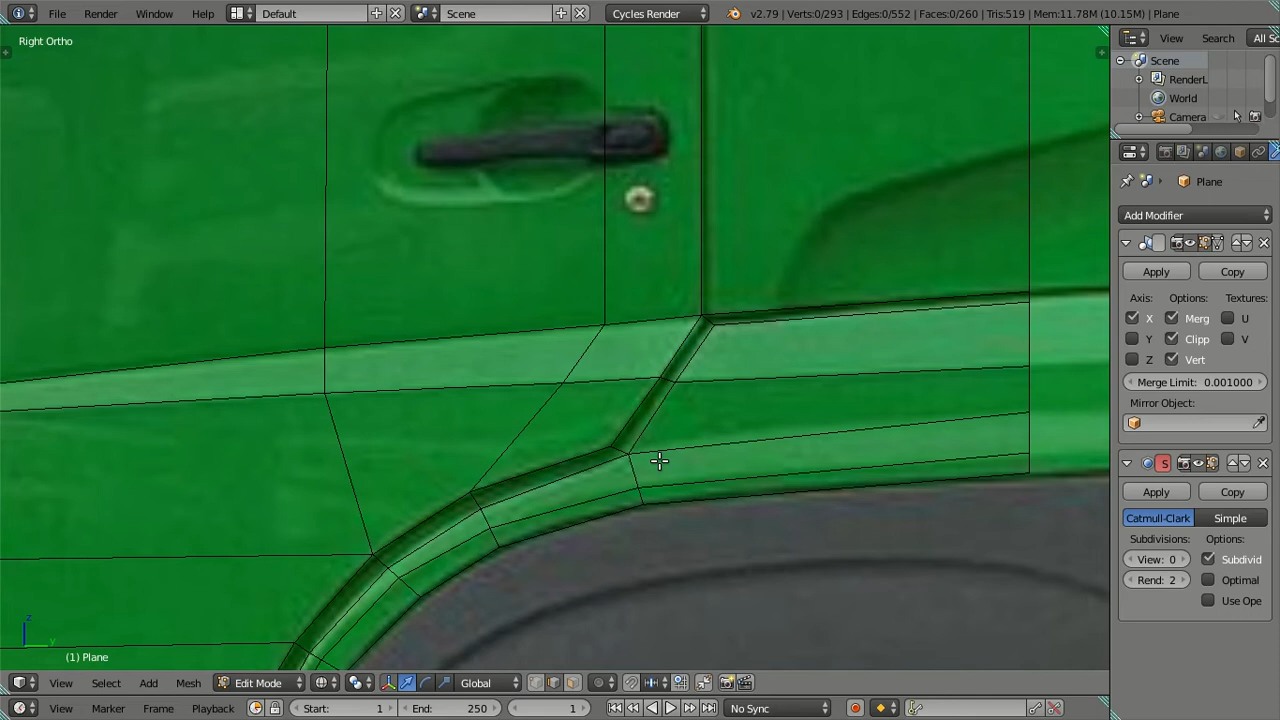 File Render Window Help Default Scene Cycles Render v2.79 | Verts:0/293 | Edges:0/552 | Faces:0/260 | Tris:519 | Mem:11.78M (10.15M) | Plane
Right Ortho
View Search All Sc
Scene
RenderL
World
Camera
Plane
Add Modifier
Apply Copy
Axis: Options: Textures:
X Merg U
Y Clipp V
Z Vert
Merge Limit: 0.001000
Mirror Object:
S
Apply Copy
Catmull-Clark Simple
Subdivisions: Options:
View: 0 Subdivid
Rend: 2 Optimal
Use Ope
z
y
(1) Plane
View Select Add Mesh Edit Mode Global
View Marker Frame Playback Start: 1 End: 250 1 No Sync